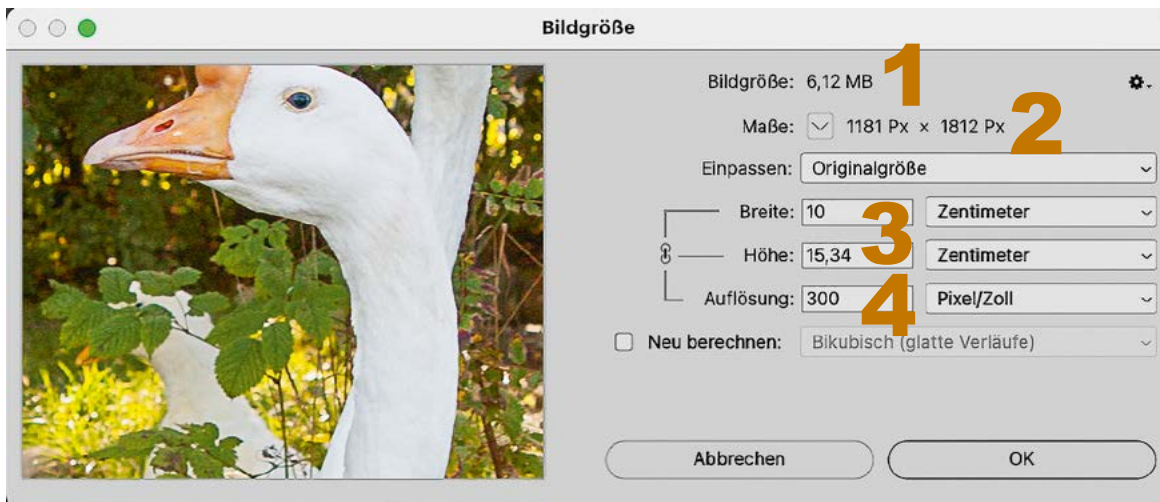 Bildgröße
Bildgröße: 6,12 MB 1
Maße: 1181 Px × 1812 Px 2
Einpassen: Originalgröße
Breite: 10 Zentimeter
3
Höhe: 15,34 Zentimeter
Auflösung: 300 Pixel/Zoll
4
Neu berechnen: Bikubisch (glatte Verläufe)
Abbrechen OK